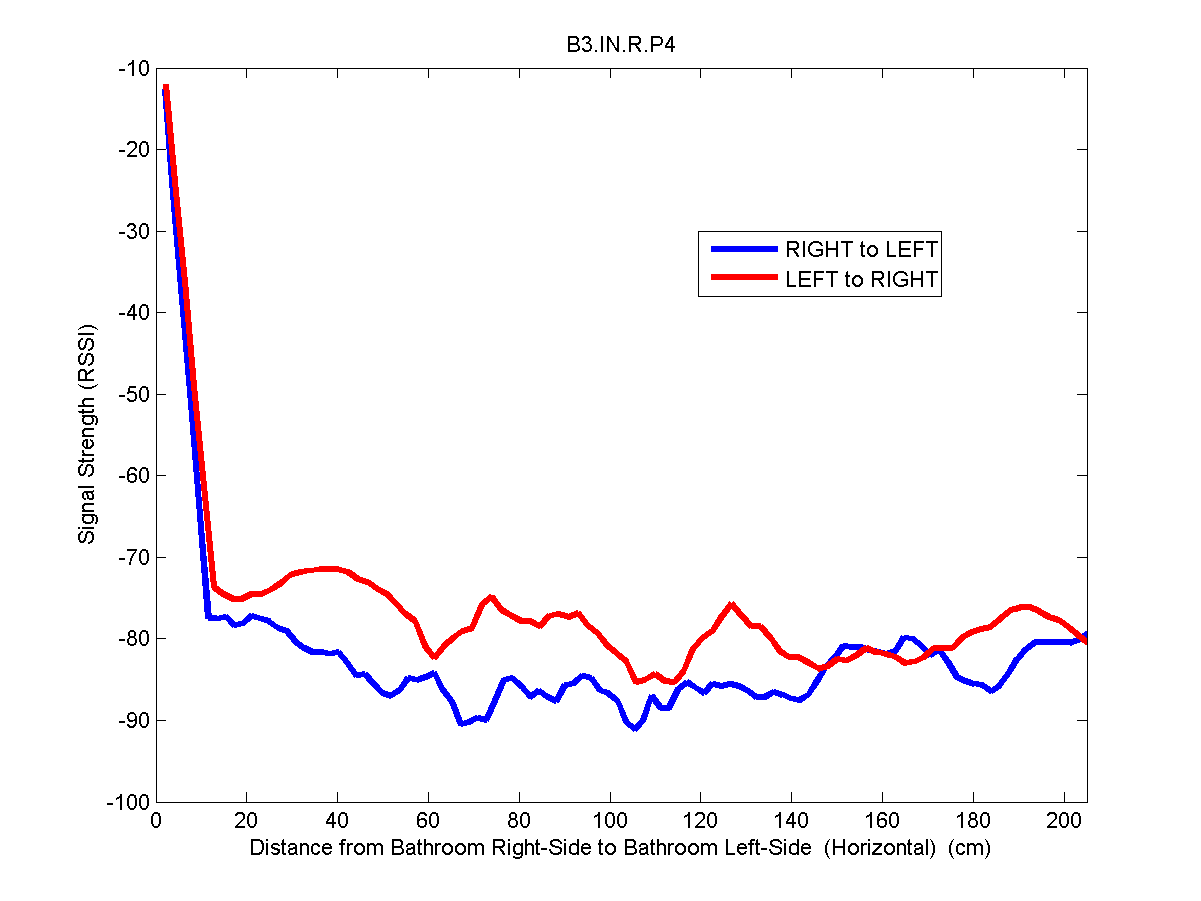 B3.IN.R.P4
-10
-20
-30
-40
-50
-60
-70
-80
-90
-100
Signal Strength (RSSI)
RIGHT to LEFT
LEFT to RIGHT
0 20 40 60 80 100 120 140 160 180 200
Distance from Bathroom Right-Side to Bathroom Left-Side (Horizontal) (cm)